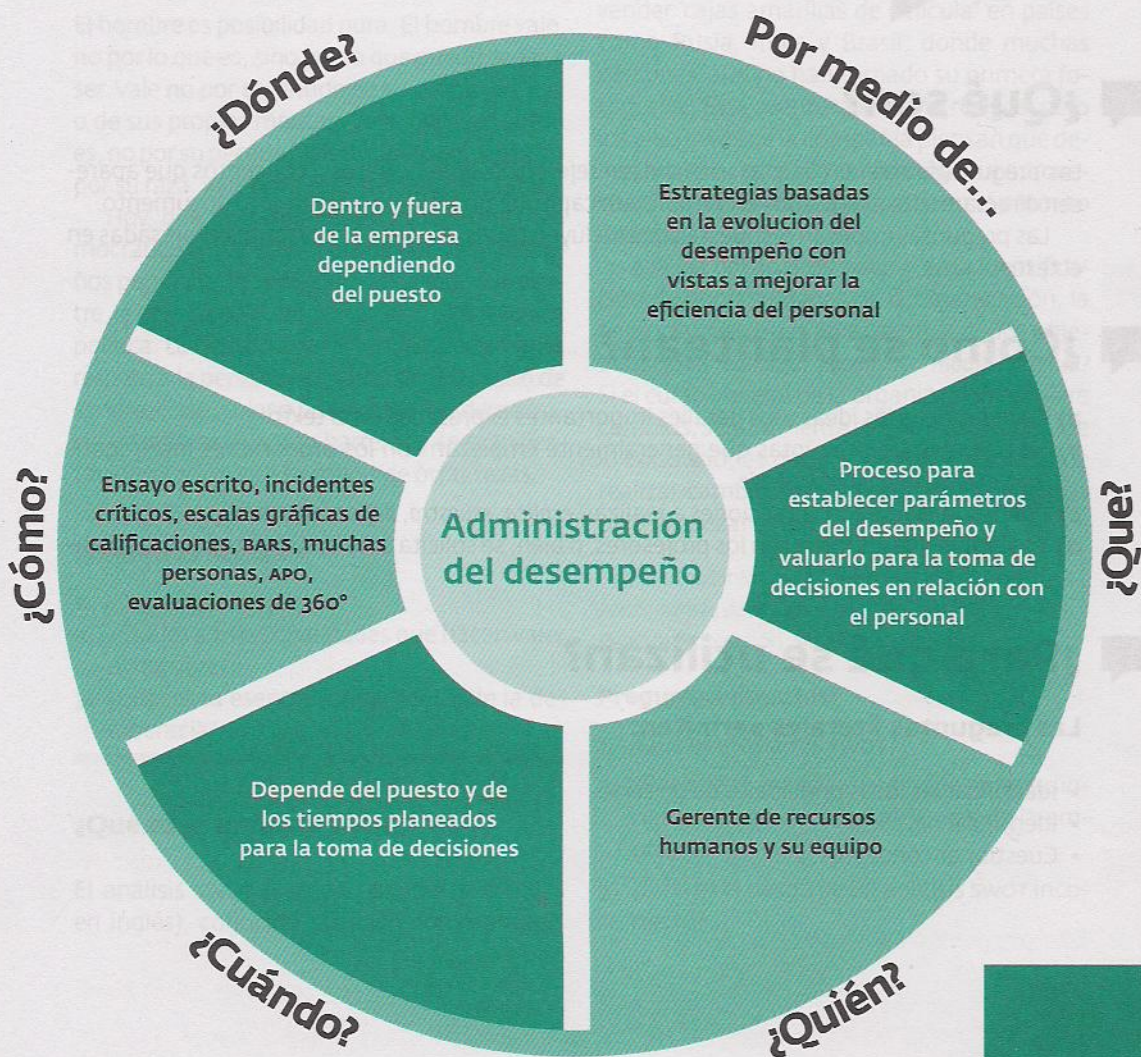 ¿Dónde?
Dentro y fuera
de la empresa
dependiendo
del puesto
Por medio de...
Estrategias basadas
en la evolucion del
desempeño con
vistas a mejorar la
eficiencia del personal
¿Que?
Proceso para
establecer parámetros
del desempeño y
valuarlo para la toma de
decisiones en relación con
el personal
¿Quién?
Gerente de recursos
humanos y su equipo
¿Cuándo?
Depende del puesto y de
los tiempos planeados
para la toma de decisiones
¿Cómo?
Ensayo escrito, incidentes
críticos, escalas gráficas de
calificaciones, BARS, muchas
personas, APO,
evaluaciones de 360°
Administración
del desempeño